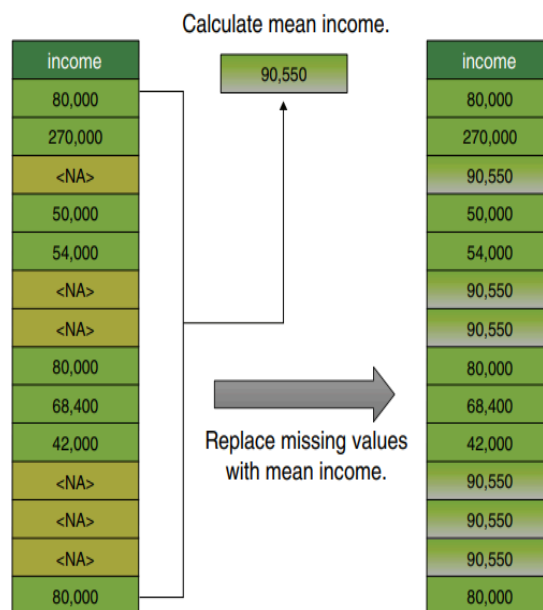 Calculate mean income.
90,550
income
80,000
270,000
<NA>
50,000
54,000
<NA>
<NA>
80,000
68,400
42,000
<NA>
<NA>
<NA>
80,000
Replace missing values
with mean income.
income
80,000
270,000
90,550
50,000
54,000
90,550
90,550
80,000
68,400
42,000
90,550
90,550
90,550
80,000